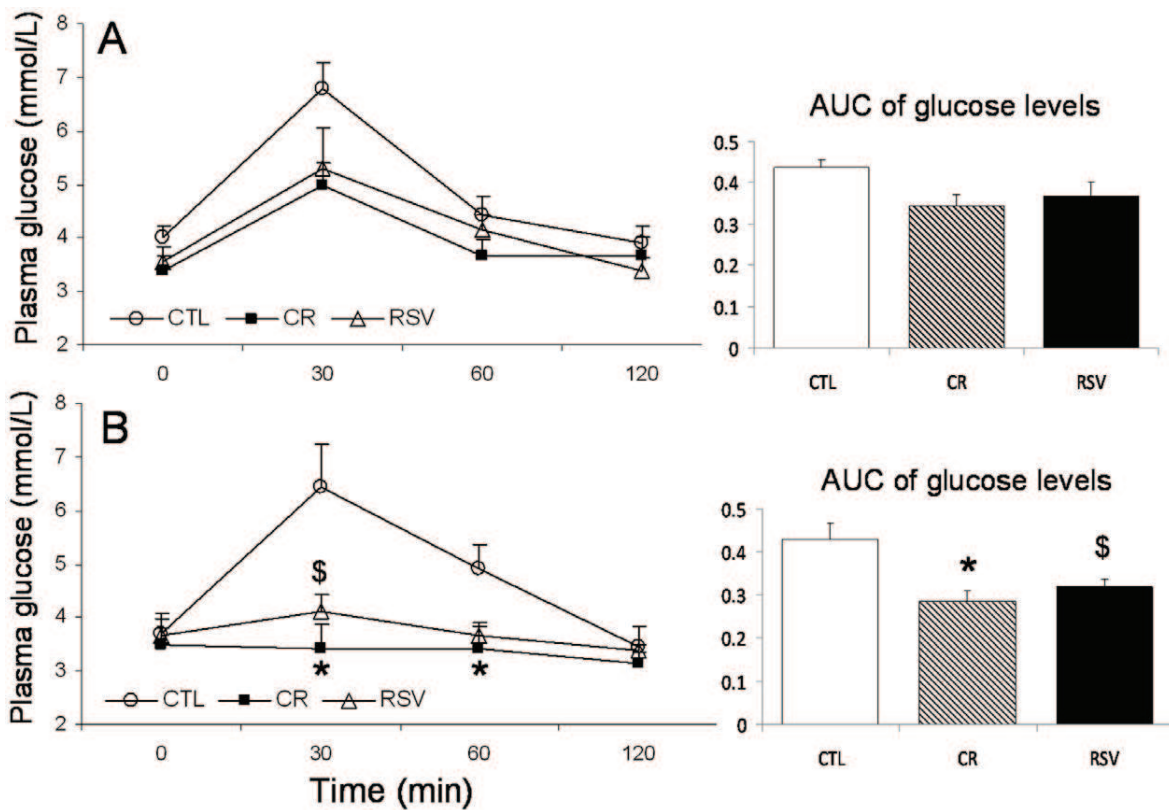 A
Plasma glucose (mmol/L)
8
7
6
5
4
3
2
CTL CR RSV
0 30 60 120
AUC of glucose levels
0.5
0.4
0.3
0.2
0.1
0
CTL CR RSV
B
Plasma glucose (mmol/L)
8
7
6
5
4
3
2
$
* *
CTL CR RSV
0 30 60 120
Time (min)
AUC of glucose levels
0.5
0.4
0.3
0.2
0.1
0
* $
CTL CR RSV